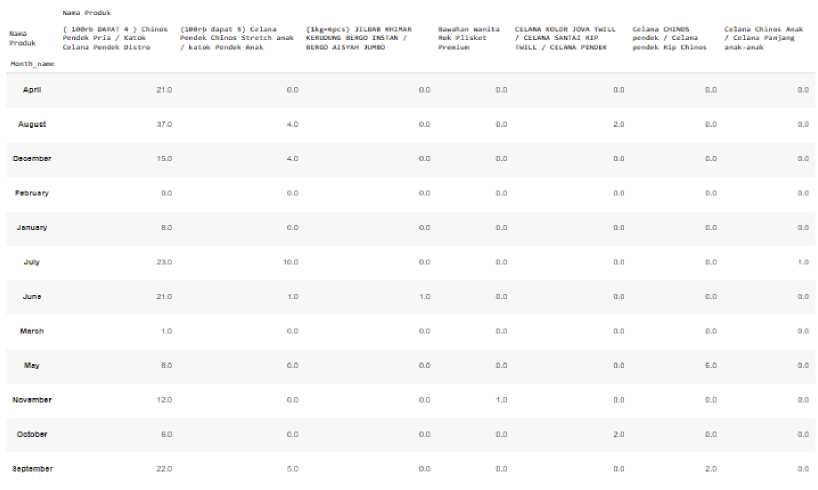 Nama Produk
Nama Produk ( 100rb DAPAT 4 ) Chinos Pendek Pria / Katok Celana Pendek Distro (100rb dapat 5) Celana Pendek Chinos Stretch anak / katok Pendek Anak (1kg=6pcs) JILBAB KHIMAR KERUDUNG BERGO INSTAN / BERGO AISYAH JUMBO Bawahan Wanita Rok Plisket Premium CELANA KOLOR JOVA TWILL / CELANA SANTAI KIP TWILL / CELANA PENDEK Celana CHINOS pendek / Celana pendek Kip Chinos Celana Chinos Anak / Celana Panjang anak-anak
Month_name
April 21.0 0.0 0.0 0.0 0.0 0.0 0.0
August 37.0 4.0 0.0 0.0 2.0 0.0 0.0
December 15.0 4.0 0.0 0.0 0.0 0.0 0.0
February 0.0 0.0 0.0 0.0 0.0 0.0 0.0
January 8.0 0.0 0.0 0.0 0.0 0.0 0.0
July 23.0 10.0 0.0 0.0 0.0 0.0 1.0
June 21.0 1.0 1.0 0.0 0.0 0.0 0.0
March 1.0 0.0 0.0 0.0 0.0 0.0 0.0
May 8.0 0.0 0.0 0.0 0.0 0.0
November 12.0 0.0 0.0 1.0 0.0 0.0 0.0
October 6.0 0.0 0.0 0.0 2.0 0.0 0.0
September 22.0 5.0 0.0 0.0 0.0 2.0 0.0